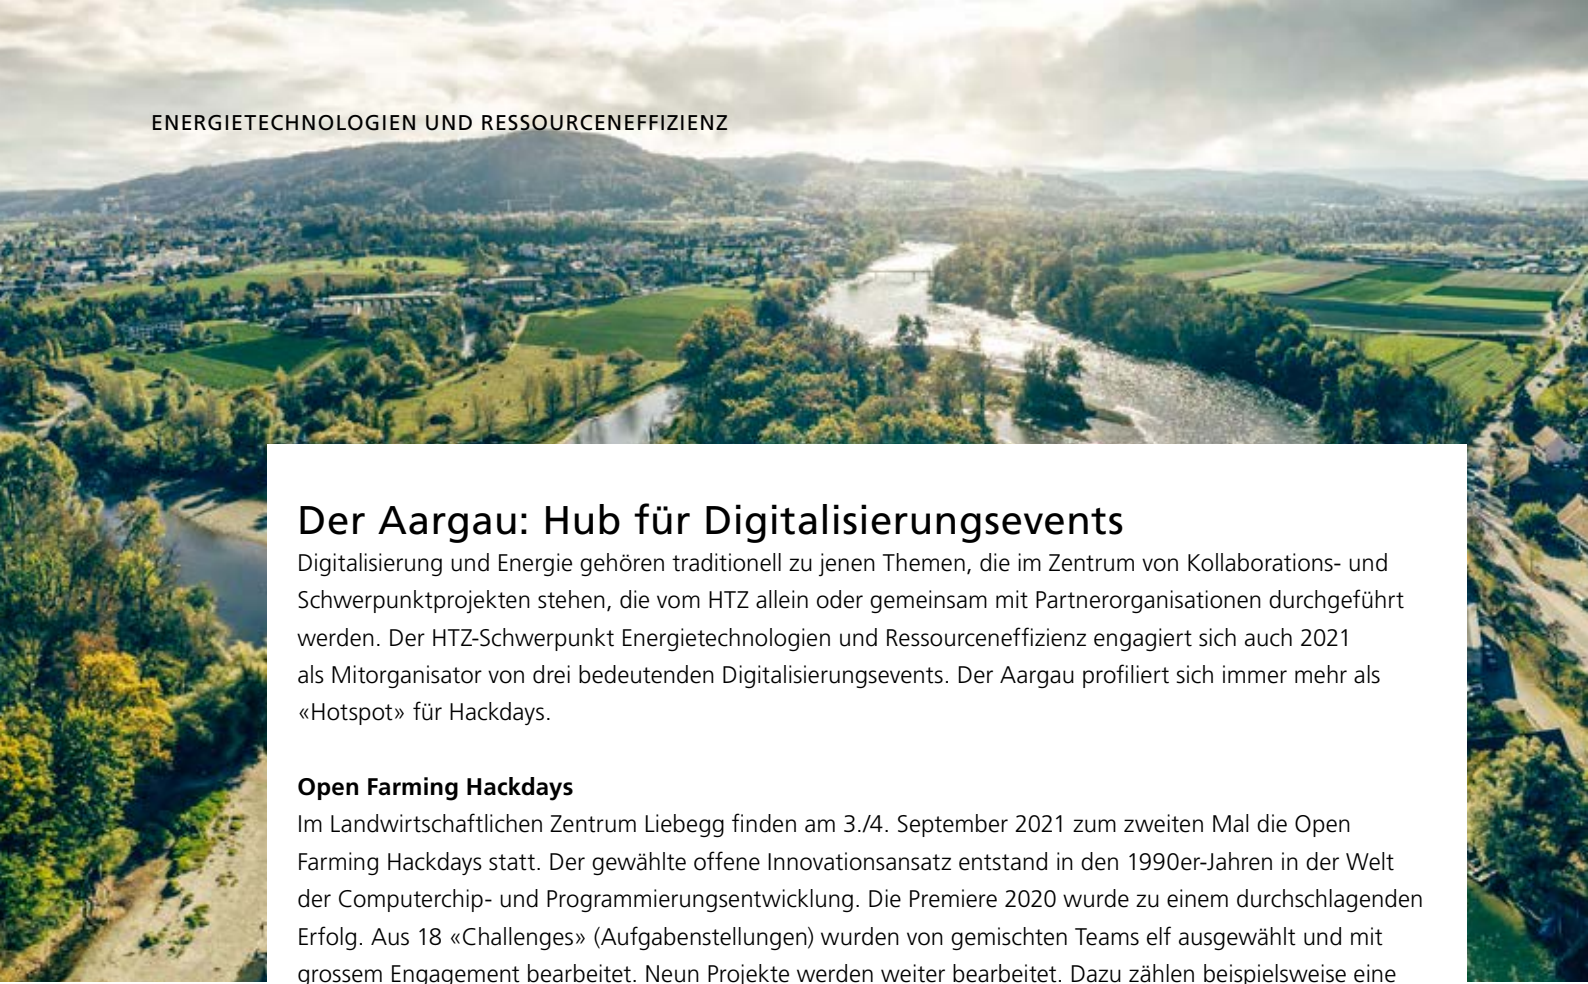 ENERGIETECHNOLOGIEN UND RESSOURCENEFFIZIENZ
Der Aargau: Hub für Digitalisierungsevents
Digitalisierung und Energie gehören traditionell zu jenen Themen, die im Zentrum von Kollaborations- und
Schwerpunktprojekten stehen, die vom HTZ allein oder gemeinsam mit Partnerorganisationen durchgeführt
werden. Der HTZ-Schwerpunkt Energietechnologien und Ressourceneffizienz engagiert sich auch 2021
als Mitorganisator von drei bedeutenden Digitalisierungsevents. Der Aargau profiliert sich immer mehr als
«Hotspot» für Hackdays.
Open Farming Hackdays
Im Landwirtschaftlichen Zentrum Liebegg finden am 3./4. September 2021 zum zweiten Mal die Open
Farming Hackdays statt. Der gewählte offene Innovationsansatz entstand in den 1990er-Jahren in der Welt
der Computerchip- und Programmierungsentwicklung. Die Premiere 2020 wurde zu einem durchschlagenden
Erfolg. Aus 18 «Challenges» (Aufgabenstellungen) wurden von gemischten Teams elf ausgewählt und mit
grossem Engagement bearbeitet. Neun Projekte werden weiter bearbeitet. Dazu zählen beispielsweise eine